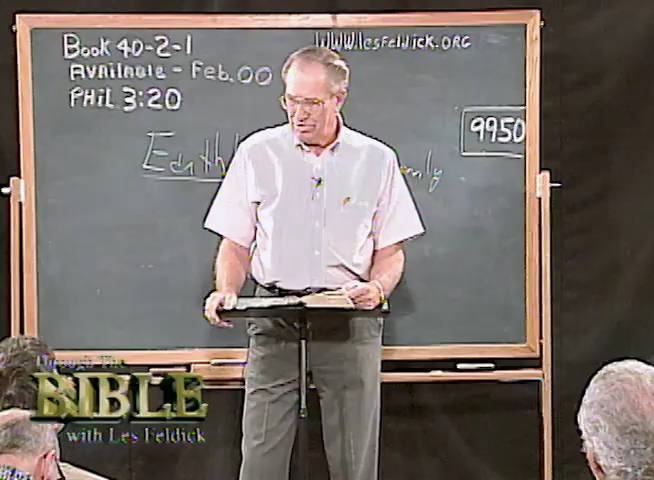 Book 40-2-1
www.lesfeldick.org
Available - Feb.00
Phil 3:20
9950
Through The
BIBLE
with Les Feldick